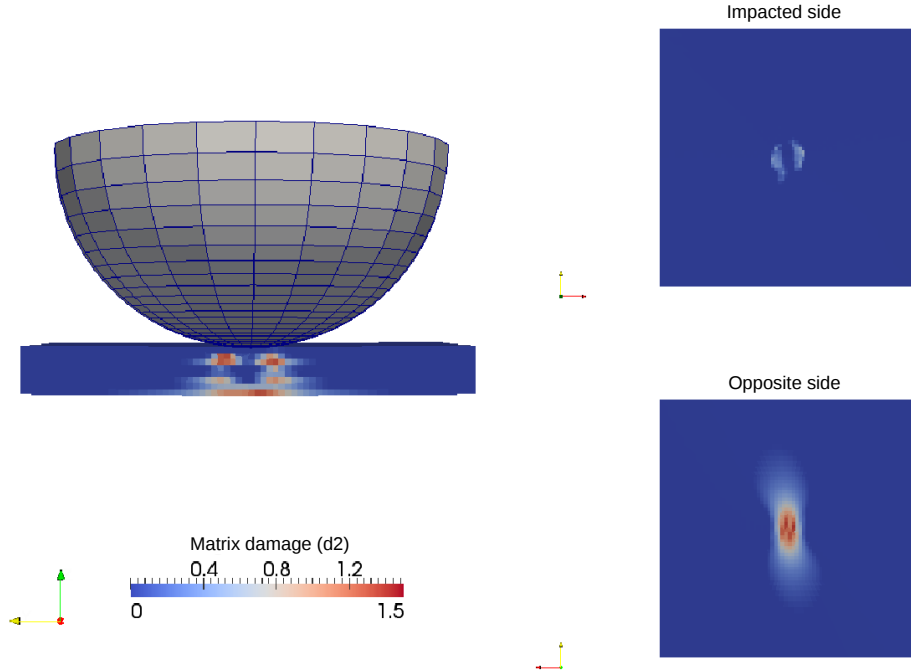 Impacted side
Opposite side
Matrix damage (d2)
0.4 0.8 1.2
0 1.5